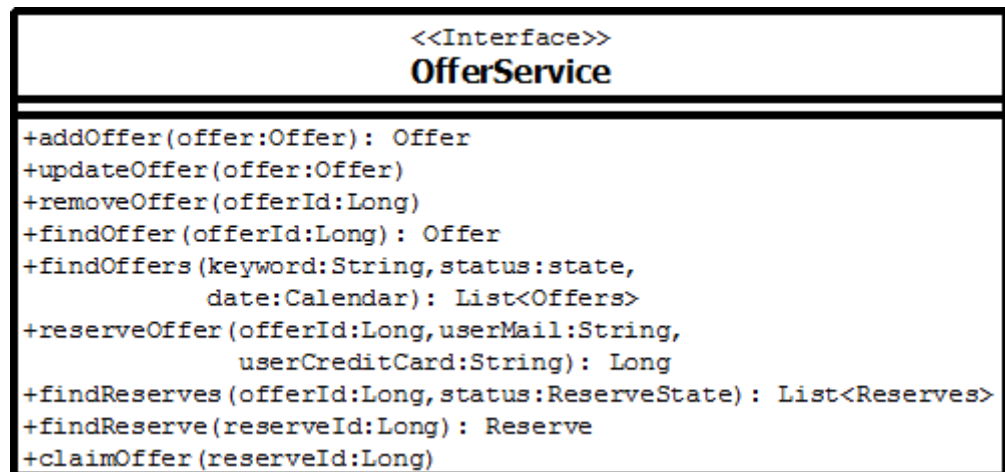 <<Interface>>
OfferService
+addOffer(offer:Offer): Offer
+updateOffer(offer:Offer)
+removeOffer(offerId:Long)
+findOffer(offerId:Long): Offer
+findOffers(keyword:String,status:state,
date:Calendar): List<Offers>
+reserveOffer(offerId:Long,userMail:String,
userCreditCard:String): Long
+findReserves(offerId:Long,status:ReserveState): List<Reserves>
+findReserve(reserveId:Long): Reserve
+claimOffer(reserveId:Long)